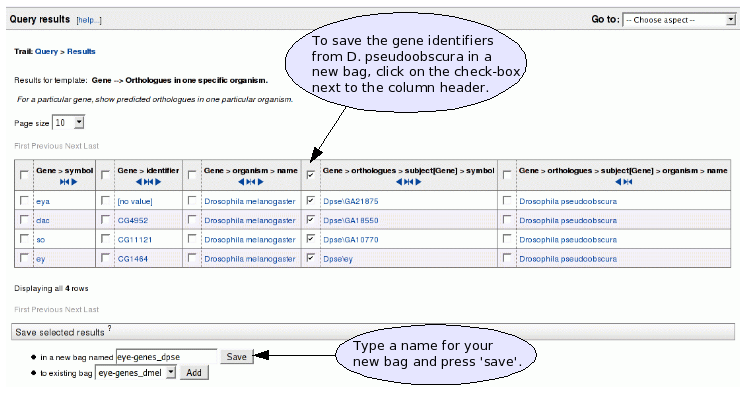 Query results [help...]
Go to: -- Choose aspect --
To save the gene identifiers
from D. pseudoobscura in a
new bag, click on the check-box
next to the column header.
Trail: Query > Results
Results for template: Gene --> Orthologues in one specific organism.
For a particular gene, show predicted orthologues in one particular organism.
Page size 10
First Previous Next Last
Gene > symbol Gene > identifier Gene > organism > name Gene > orthologues > subject[Gene] > symbol Gene > orthologues > subject[Gene] > organism > name
eya [no value] Drosophila melanogaster Dpse\GA21875 Drosophila pseudoobscura
dac CG4952 Drosophila melanogaster Dpse\GA18550 Drosophila pseudoobscura
so CG11121 Drosophila melanogaster Dpse\GA10770 Drosophila pseudoobscura
ey CG1464 Drosophila melanogaster Dpse\ey Drosophila pseudoobscura
Displaying all 4 rows
First Previous Next Last
Save selected results ?
in a new bag named eye-genes_dpse Save
to existing bag eye-genes_dmel Add
Type a name for your
new bag and press 'save'.